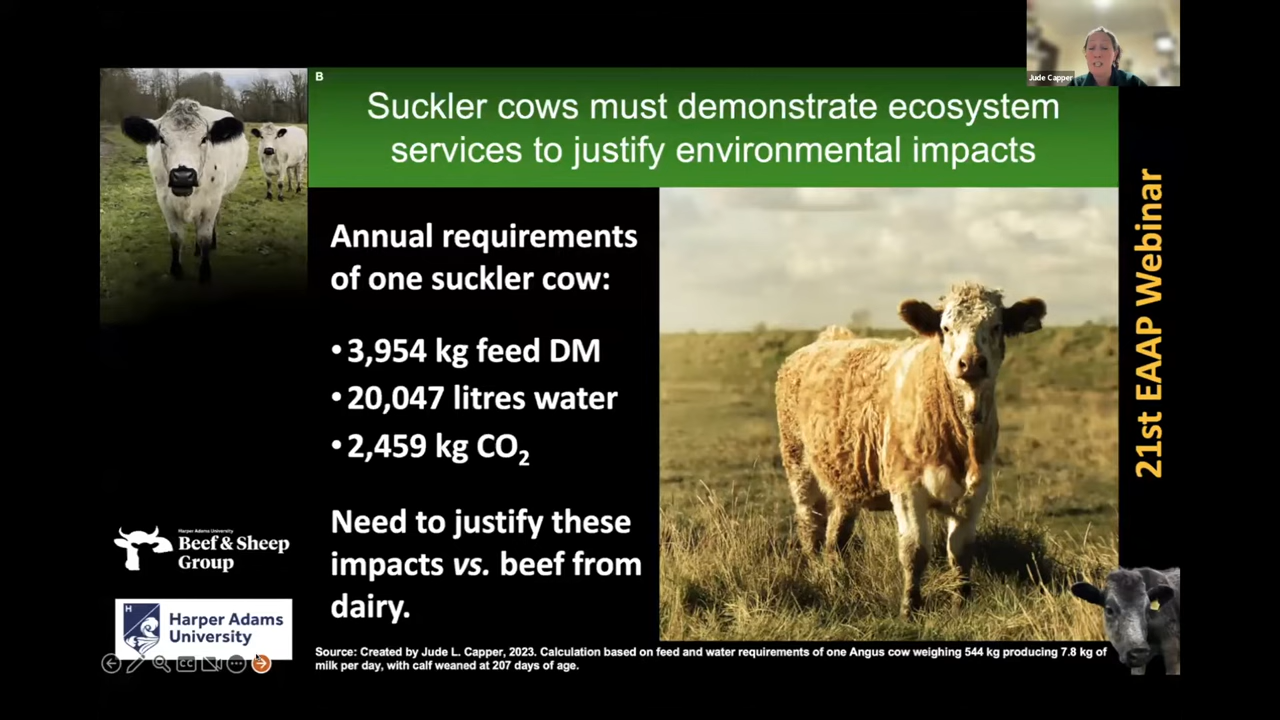 B
Jude Capper
Suckler cows must demonstrate ecosystem
services to justify environmental impacts
Annual requirements
of one suckler cow:
•3,954 kg feed DM
•20,047 litres water
•2,459 kg CO₂
Need to justify these
impacts vs. beef from
dairy.
21st EAAP Webinar
Harper Adams University
Beef & Sheep
Group
H
Harper Adams
University
CC
Source: Created by Jude L. Capper, 2023. Calculation based on feed and water requirements of one Angus cow weighing 544 kg producing 7.8 kg of
milk per day, with calf weaned at 207 days of age.